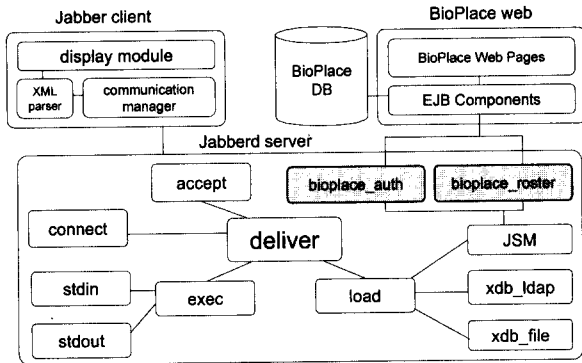 Jabber client
BioPlace web
display module
XML
parser
communication
manager
BioPlace
DB
BioPlace Web Pages
EJB Components
Jabberd server
accept
bioplace_auth
bioplace_roster
connect
deliver
JSM
stdin
exec
load
xdb_ldap
stdout
xdb_file